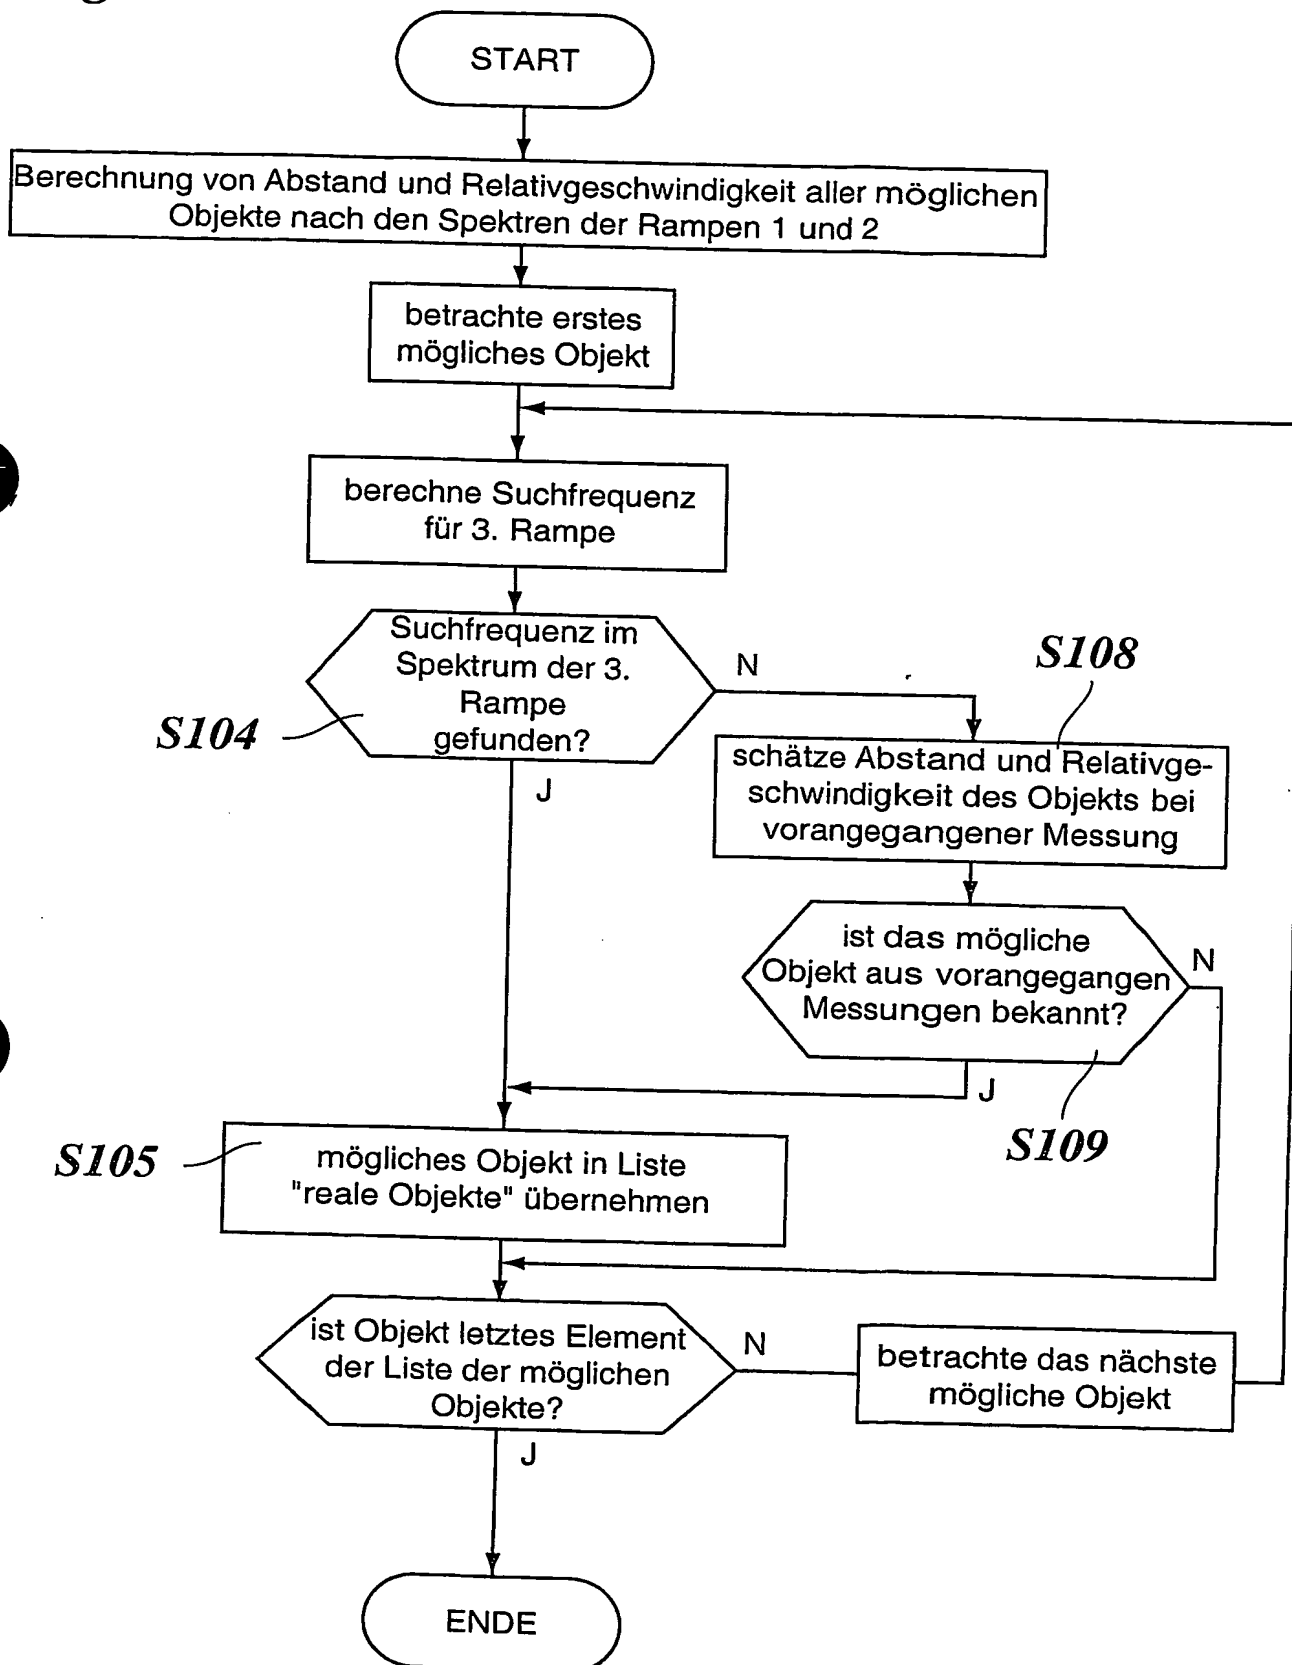 START
Berechnung von Abstand und Relativgeschwindigkeit aller möglichen
Objekte nach den Spektren der Rampen 1 und 2
betrachte erstes
mögliches Objekt
berechne Suchfrequenz
für 3. Rampe
Suchfrequenz im
Spektrum der 3.
Rampe
gefunden?
N
S108
S104
J
schätze Abstand und Relativge-
schwindigkeit des Objekts bei
vorangegangener Messung
ist das mögliche
Objekt aus vorangegangen
Messungen bekannt?
N
J
S109
S105
mögliches Objekt in Liste
"reale Objekte" übernehmen
ist Objekt letztes Element
der Liste der möglichen
Objekte?
N
betrachte das nächste
mögliche Objekt
J
ENDE